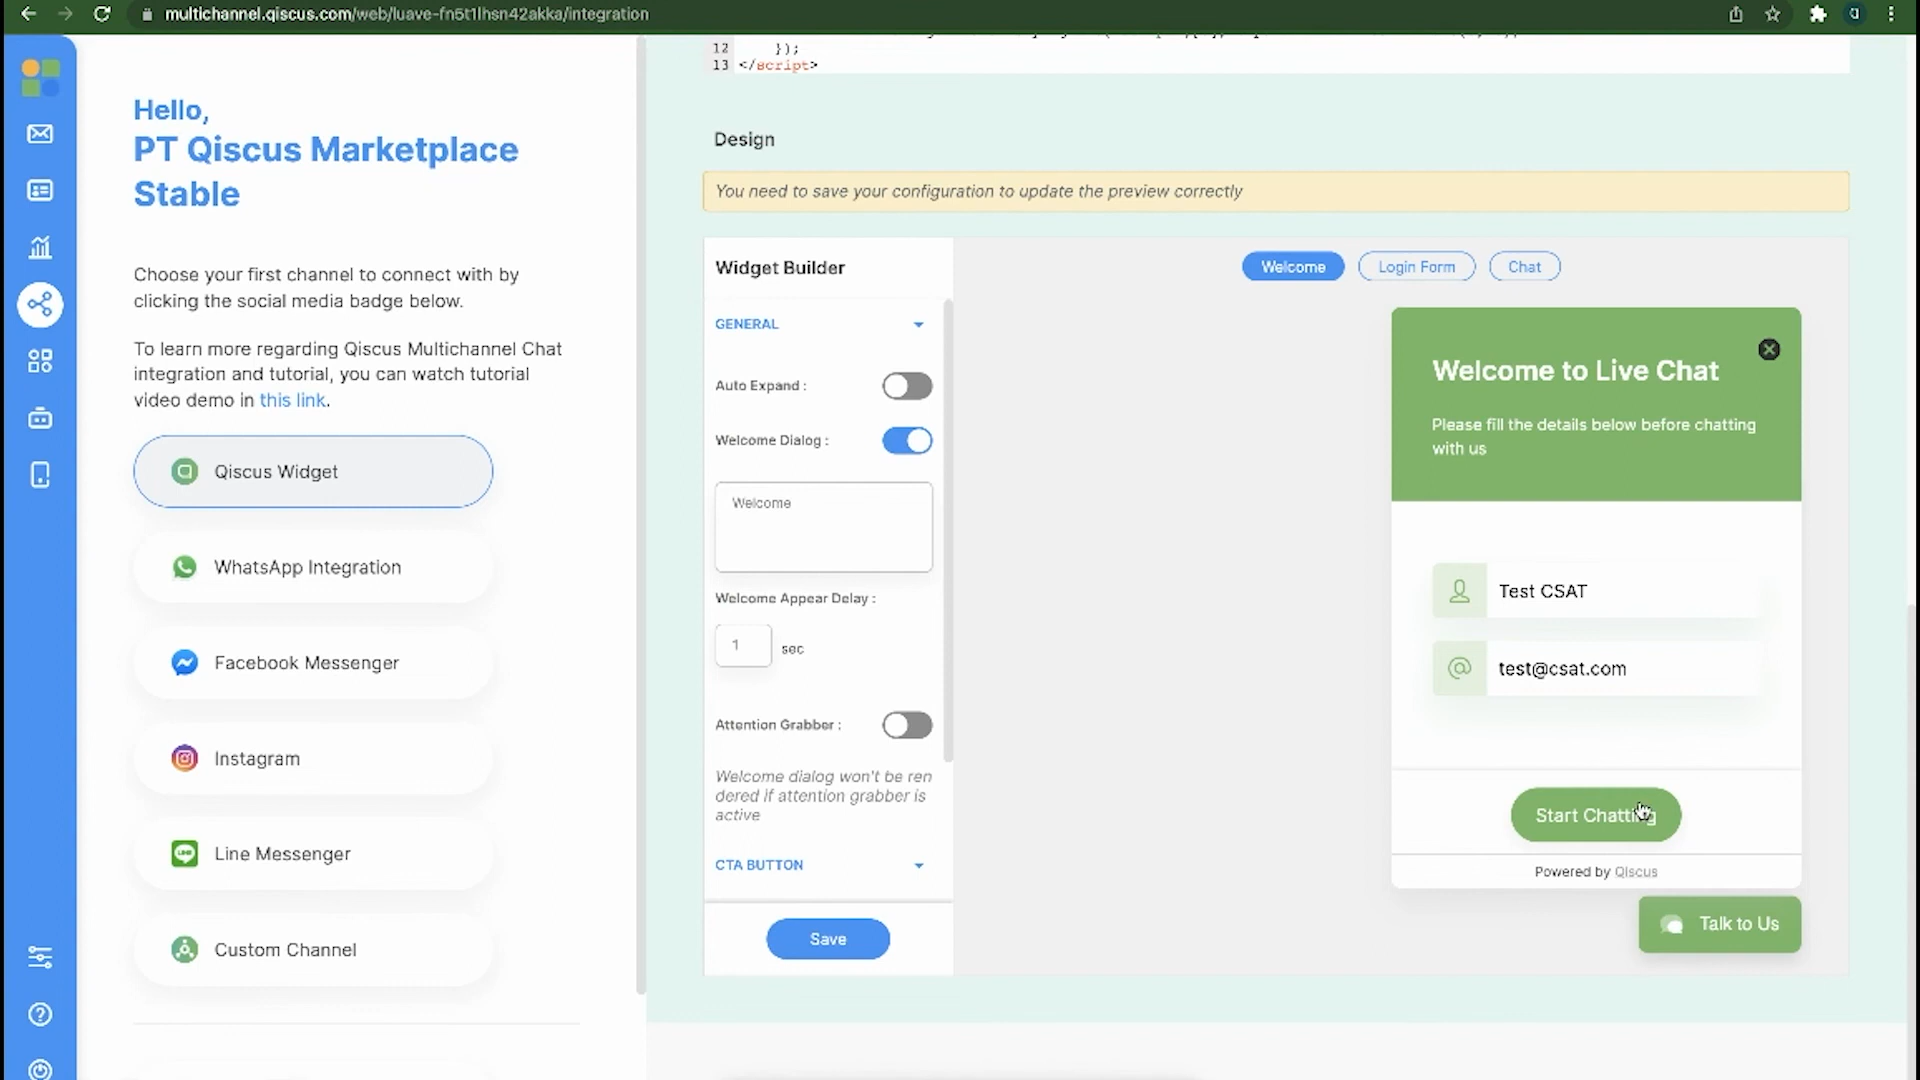 multichannel.qiscus.com/web/luave-fn5t1lhsn42akka/integration
Hello,
PT Qiscus Marketplace
Stable
Choose your first channel to connect with by
clicking the social media badge below.
To learn more regarding Qiscus Multichannel Chat
integration and tutorial, you can watch tutorial
video demo in this link.
Qiscus Widget
WhatsApp Integration
Facebook Messenger
Instagram
Line Messenger
Custom Channel
12 });
13 </script>
Design
You need to save your configuration to update the preview correctly
Widget Builder
GENERAL
Auto Expand :
Welcome Dialog :
Welcome
Welcome Appear Delay :
1 sec
Attention Grabber :
Welcome dialog won't be ren
dered if attention grabber is
active
CTA BUTTON
Save
Welcome
Login Form
Chat
Welcome to Live Chat
Please fill the details below before chatting
with us
Test CSAT
test@csat.com
Start Chatting
Powered by Qiscus
Talk to Us